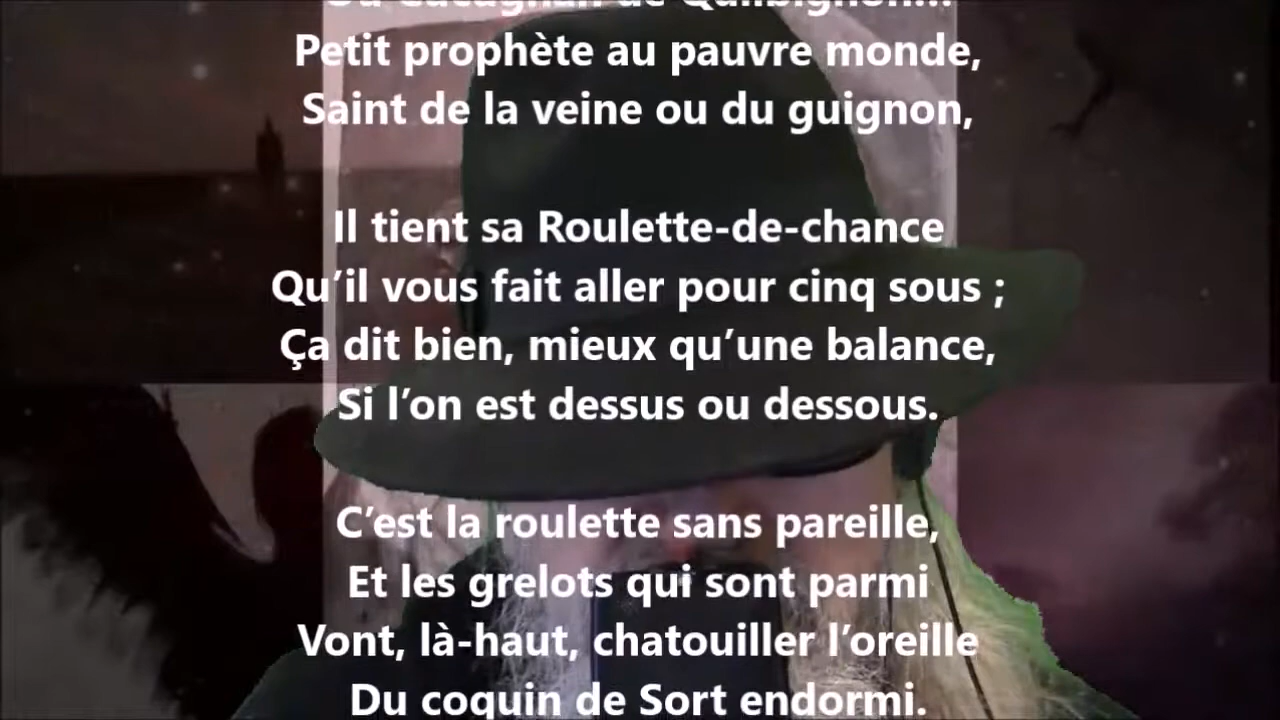 Petit prophète au pauvre monde,
Saint de la veine ou du guignon,
Il tient sa Roulette-de-chance
Qu’il vous fait aller pour cinq sous ;
Ça dit bien, mieux qu’une balance,
Si l’on est dessus ou dessous.
C’est la roulette sans pareille,
Et les grelots qui sont parmi
Vont, là-haut, chatouiller l’oreille
Du coquin de Sort endormi.